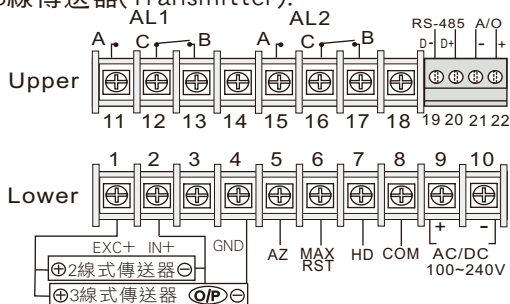 線傳送器(Transmitter).
AL1 AL2 RS-485 A/O
A C B A C B D- D+ - +
Upper
11 12 13 14 15 16 17 18 19 20 21 22
1 2 3 4 5 6 7 8 9 10
Lower
+ -
EXC+ IN+ GND AZ MAX RST HD COM AC/DC 100~240V
⊕2線式傳送器⊖
⊕3線式傳送器 O/P ⊖